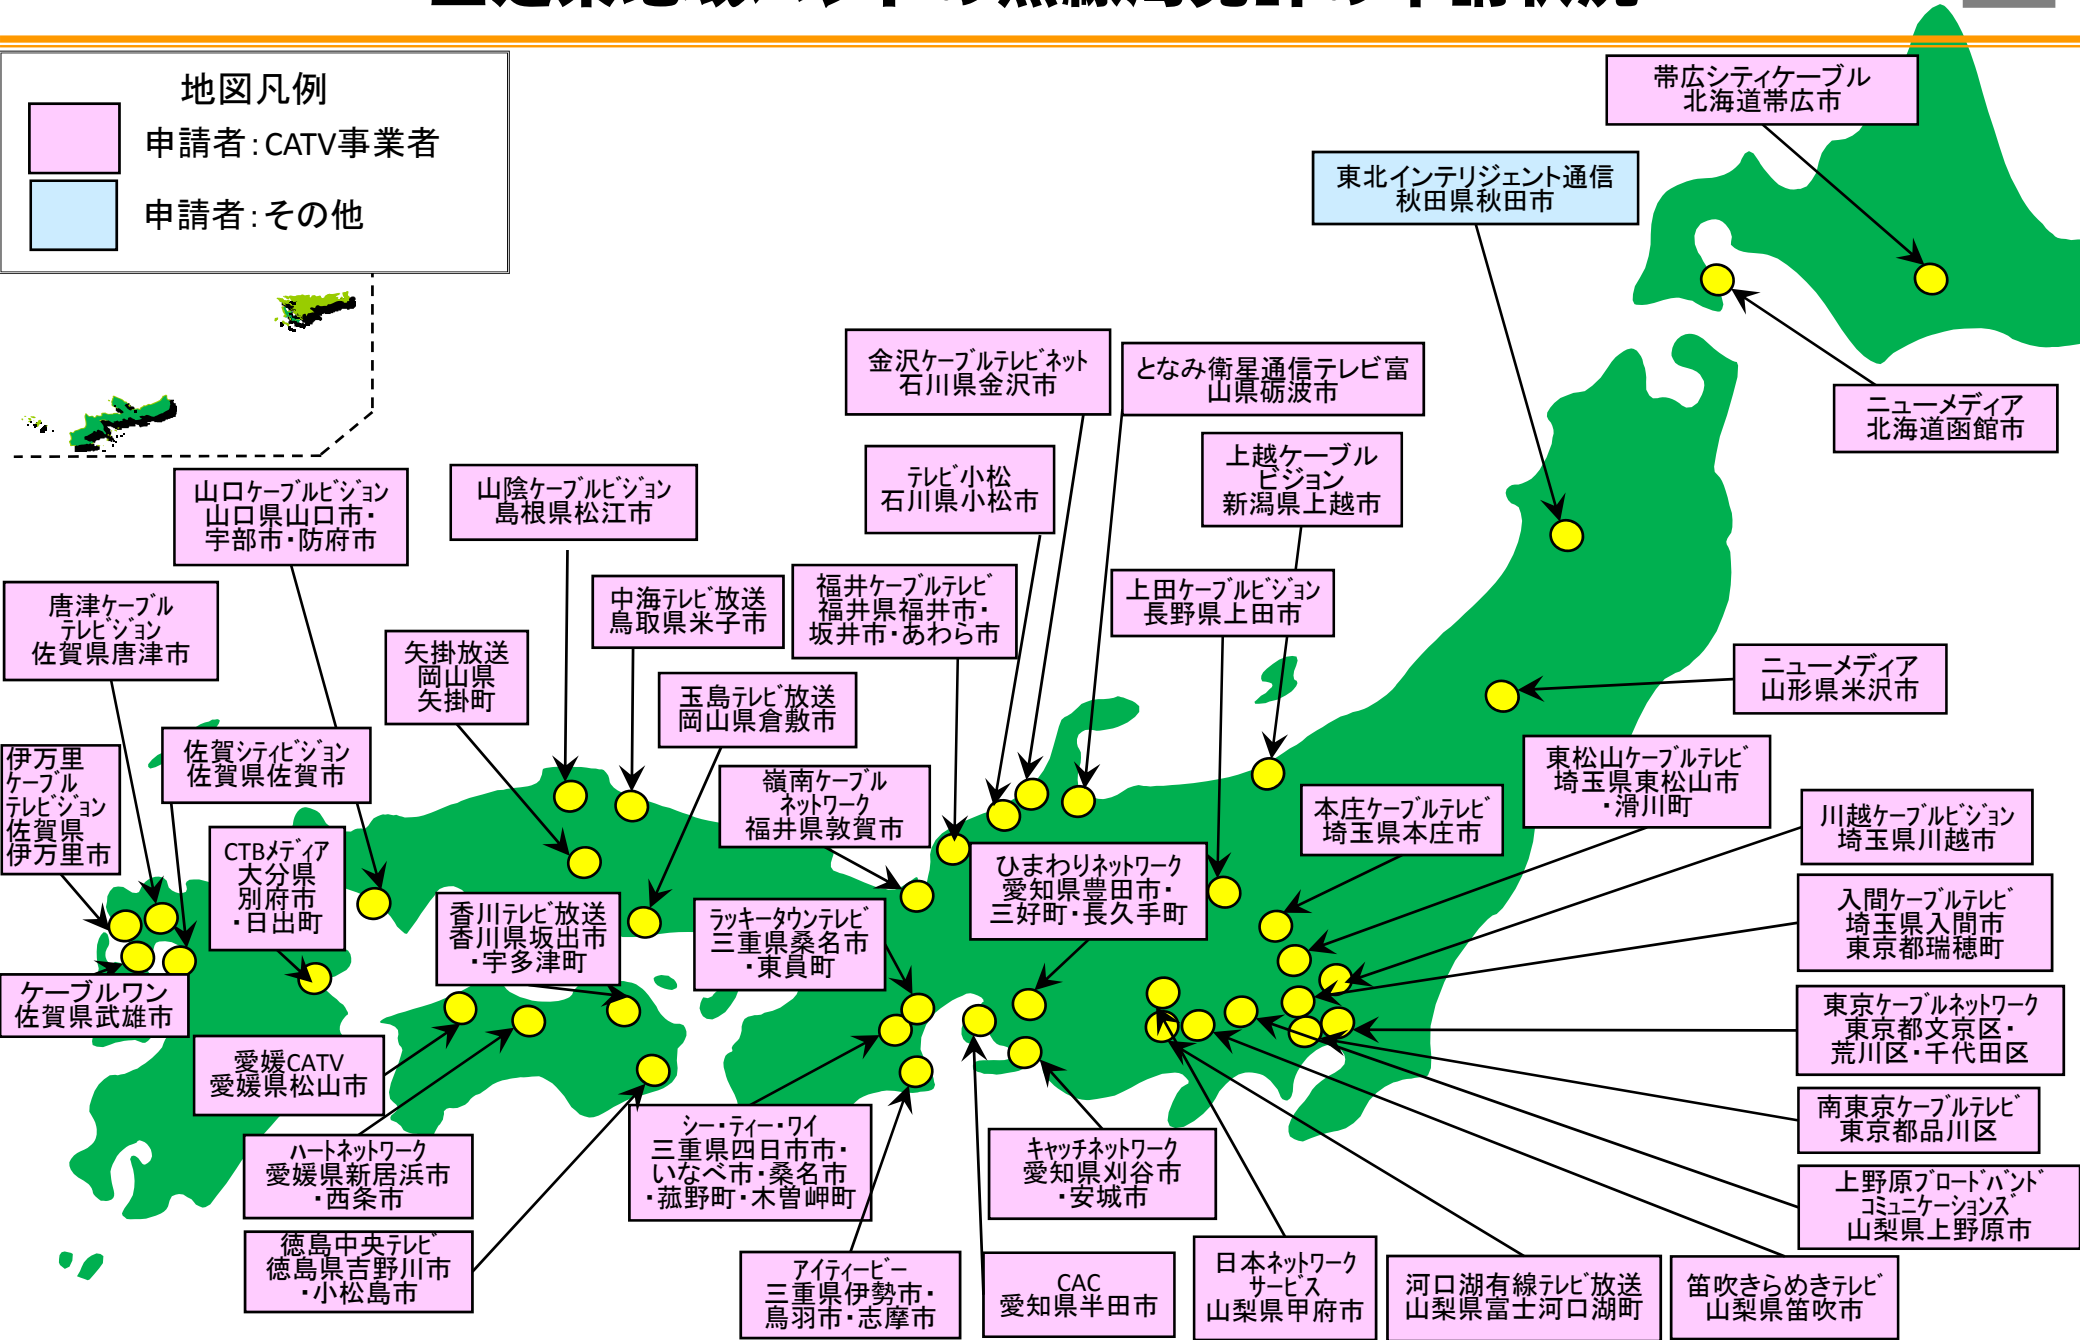 地図凡例
申請者：CATV事業者
申請者：その他
帯広シティケーブル
北海道帯広市
東北インテリジェント通信
秋田県秋田市
ニューメディア
北海道函館市
金沢ケーブルテレビネット
石川県金沢市
となみ衛星通信テレビ富
山県砺波市
テレビ小松
石川県小松市
上越ケーブル
ビジョン
新潟県上越市
山口ケーブルビジョン
山口県山口市・
宇部市・防府市
山陰ケーブルビジョン
島根県松江市
唐津ケーブル
テレビジョン
佐賀県唐津市
中海テレビ放送
鳥取県米子市
福井ケーブルテレビ
福井県福井市・
坂井市・あわら市
上田ケーブルビジョン
長野県上田市
矢掛放送
岡山県
矢掛町
玉島テレビ放送
岡山県倉敷市
ニューメディア
山形県米沢市
伊万里
ケーブル
テレビジョン
佐賀県
伊万里市
佐賀シティビジョン
佐賀県佐賀市
嶺南ケーブル
ネットワーク
福井県敦賀市
東松山ケーブルテレビ
埼玉県東松山市
・滑川町
本庄ケーブルテレビ
埼玉県本庄市
川越ケーブルビジョン
埼玉県川越市
CTBメディア
大分県
別府市
・日出町
ひまわりネットワーク
愛知県豊田市・
三好町・長久手町
香川テレビ放送
香川県坂出市
・宇多津町
ラッキータウンテレビ
三重県桑名市
・東員町
入間ケーブルテレビ
埼玉県入間市
東京都瑞穂町
ケーブルワン
佐賀県武雄市
東京ケーブルネットワーク
東京都文京区・
荒川区・千代田区
愛媛CATV
愛媛県松山市
南東京ケーブルテレビ
東京都品川区
ハートネットワーク
愛媛県新居浜市
・西条市
シー・ティー・ワイ
三重県四日市市・
いなべ市・桑名市
・菰野町・木曽岬町
キャッチネットワーク
愛知県刈谷市
・安城市
上野原ブロードバンド
コミュニケーションズ
山梨県上野原市
徳島中央テレビ
徳島県吉野川市
・小松島市
アイティービー
三重県伊勢市・
鳥羽市・志摩市
CAC
愛知県半田市
日本ネットワーク
サービス
山梨県甲府市
河口湖有線テレビ放送
山梨県富士河口湖町
笛吹きらめきテレビ
山梨県笛吹市